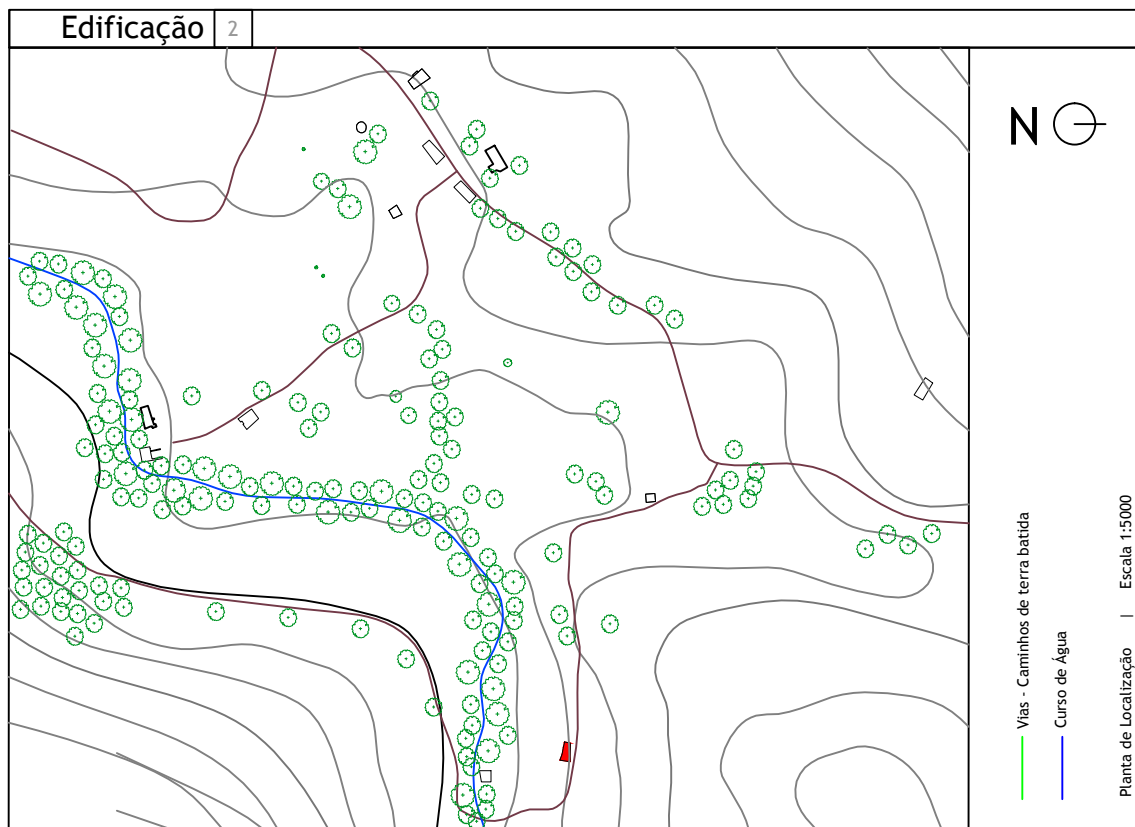 Edificação 2
N
Vias - Caminhos de terra batida
Curso de Água
Planta de Localização | Escala 1:5000